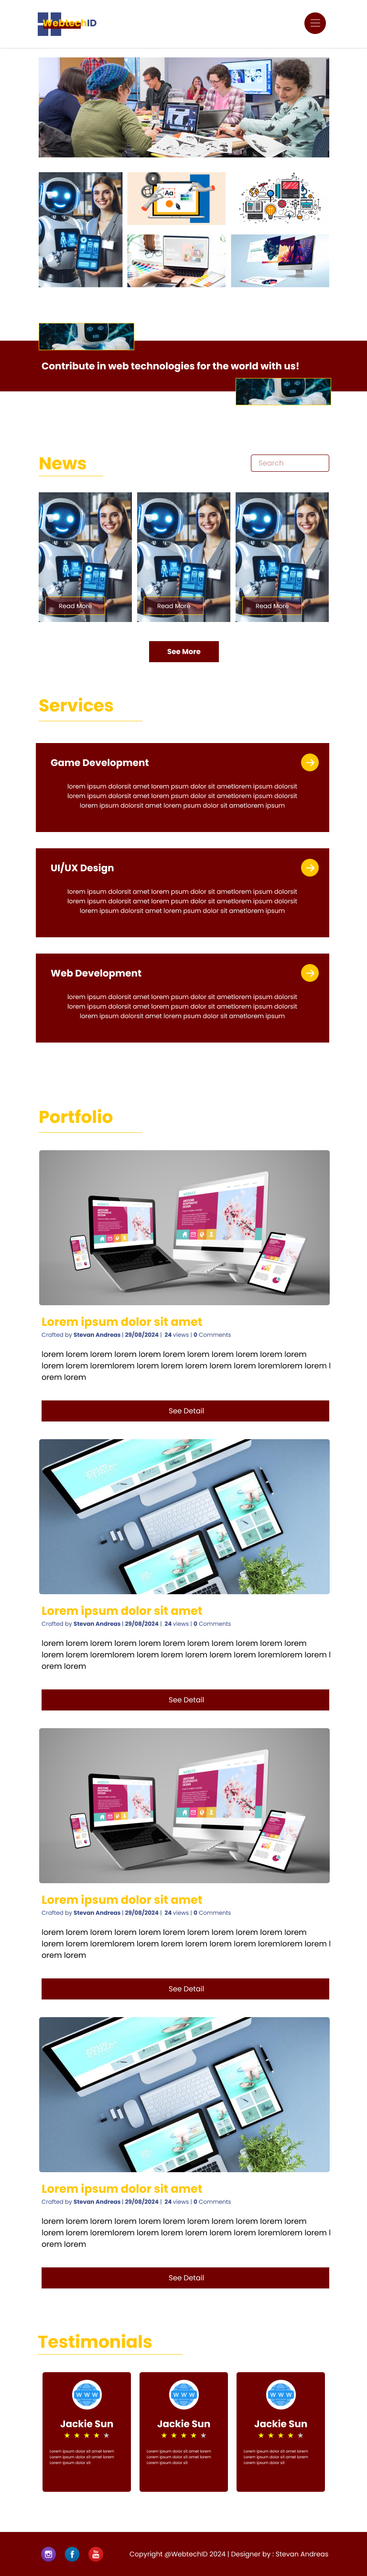 WebtechID
Aa
Contribute in web technologies for the world with us!
News
Search
Read More
Read More
Read More
See More
Services
Game Development
lorem ipsum dolorsit amet lorem psum dolor sit ametlorem ipsum dolorsit
lorem ipsum dolorsit amet lorem psum dolor sit ametlorem ipsum dolorsit
lorem ipsum dolorsit amet lorem psum dolor sit ametlorem ipsum
UI/UX Design
lorem ipsum dolorsit amet lorem psum dolor sit ametlorem ipsum dolorsit
lorem ipsum dolorsit amet lorem psum dolor sit ametlorem ipsum dolorsit
lorem ipsum dolorsit amet lorem psum dolor sit ametlorem ipsum
Web Development
lorem ipsum dolorsit amet lorem psum dolor sit ametlorem ipsum dolorsit
lorem ipsum dolorsit amet lorem psum dolor sit ametlorem ipsum dolorsit
lorem ipsum dolorsit amet lorem psum dolor sit ametlorem ipsum
Portfolio
Lorem ipsum dolor sit amet
Crafted by Stevan Andreas | 29/08/2024 | 24 views | 0 Comments
lorem lorem lorem lorem lorem lorem lorem lorem lorem lorem lorem
lorem lorem loremlorem lorem lorem lorem lorem lorem loremlorem lorem l
orem lorem
See Detail
Lorem ipsum dolor sit amet
Crafted by Stevan Andreas | 29/08/2024 | 24 views | 0 Comments
lorem lorem lorem lorem lorem lorem lorem lorem lorem lorem lorem
lorem lorem loremlorem lorem lorem lorem lorem lorem loremlorem lorem l
orem lorem
See Detail
Lorem ipsum dolor sit amet
Crafted by Stevan Andreas | 29/08/2024 | 24 views | 0 Comments
lorem lorem lorem lorem lorem lorem lorem lorem lorem lorem lorem
lorem lorem loremlorem lorem lorem lorem lorem lorem loremlorem lorem l
orem lorem
See Detail
Lorem ipsum dolor sit amet
Crafted by Stevan Andreas | 29/08/2024 | 24 views | 0 Comments
lorem lorem lorem lorem lorem lorem lorem lorem lorem lorem lorem
lorem lorem loremlorem lorem lorem lorem lorem lorem loremlorem lorem l
orem lorem
See Detail
Testimonials
WWW
Jackie Sun
Lorem ipsum dolor sit amet lorem
Lorem ipsum dolor sit amet lorem
Lorem ipsum dolor sit
WWW
Jackie Sun
Lorem ipsum dolor sit amet lorem
Lorem ipsum dolor sit amet lorem
Lorem ipsum dolor sit
WWW
Jackie Sun
Lorem ipsum dolor sit amet lorem
Lorem ipsum dolor sit amet lorem
Lorem ipsum dolor sit
Copyright @WebtechID 2024 | Designer by : Stevan Andreas